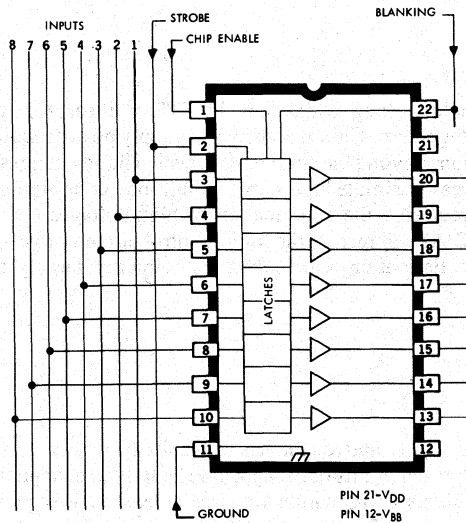 STROBE
BLANKING
INPUTS
CHIP ENABLE
8 7 6 5 4 3 2 1
1
22
2
21
3
20
4
19
5
18
6
17
7
16
8
15
9
14
10
13
11
12
LATCHES
GROUND
PIN 21-VDD
PIN 12-VBB